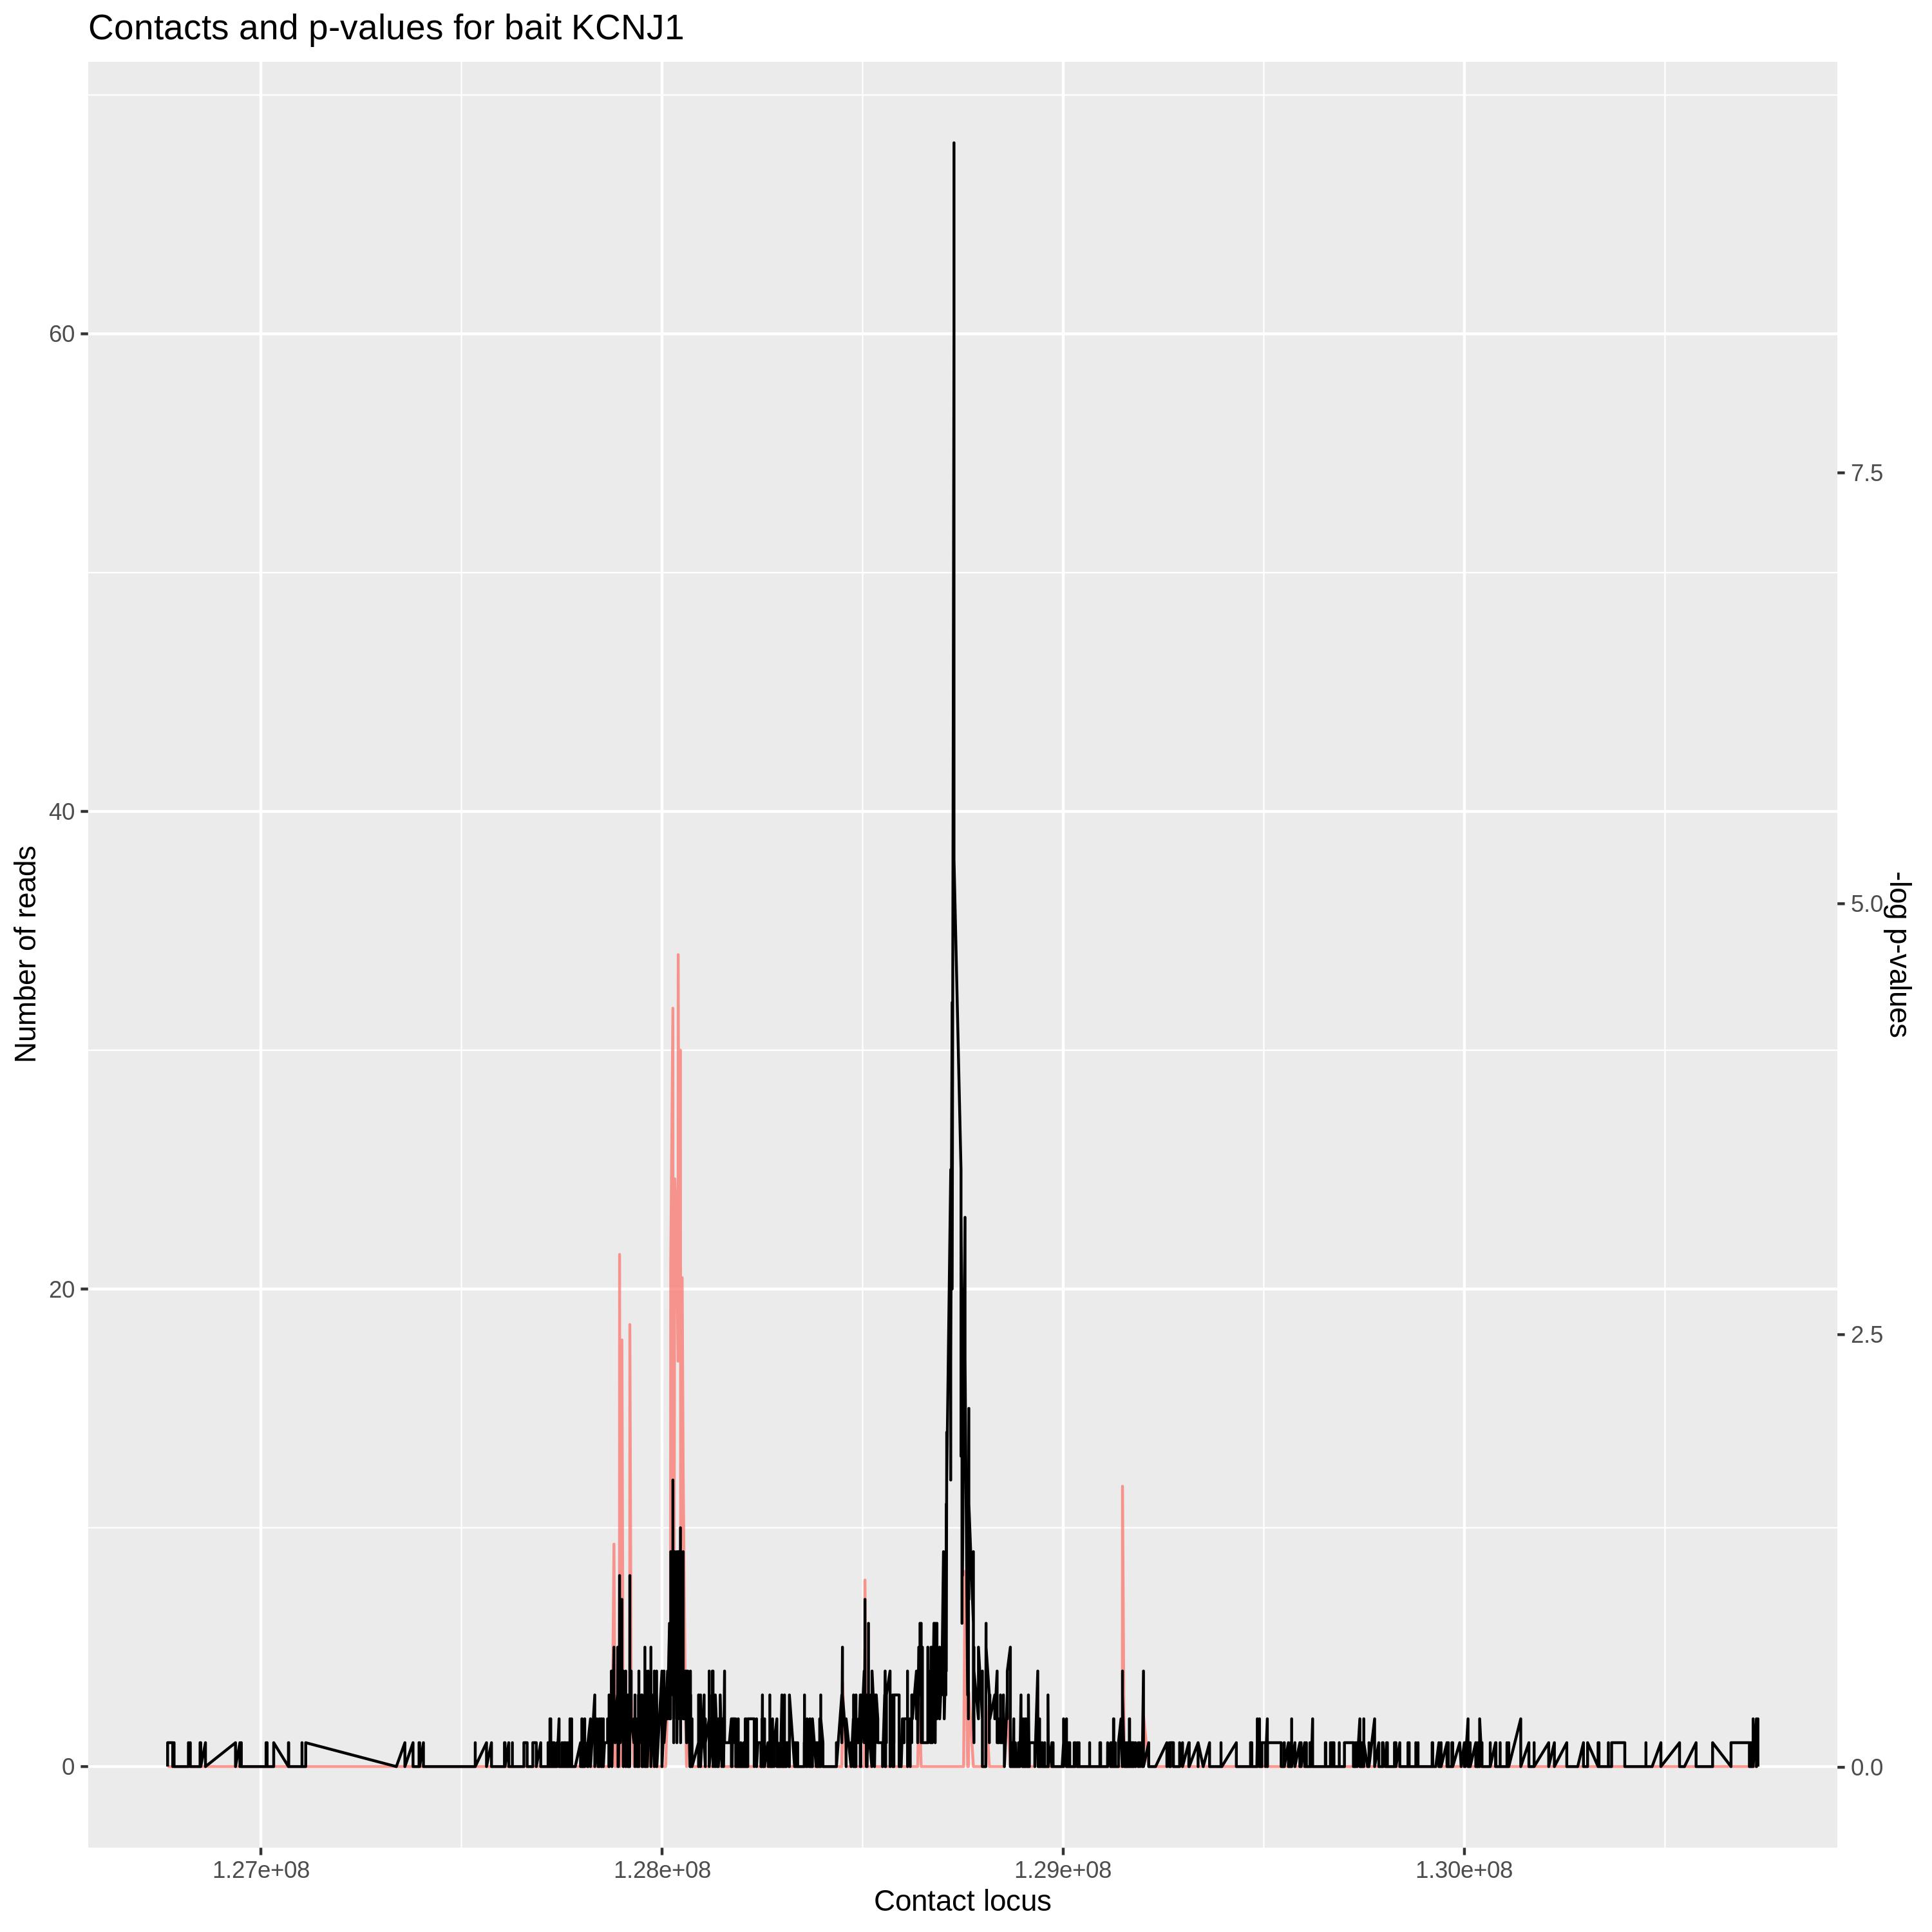 Contacts and p-values for bait KCNJ1
60
40
20
0
Number of reads
7.5
5.0
2.5
0.0
-log p-values
1.27e+08
1.28e+08
1.29e+08
1.30e+08
Contact locus